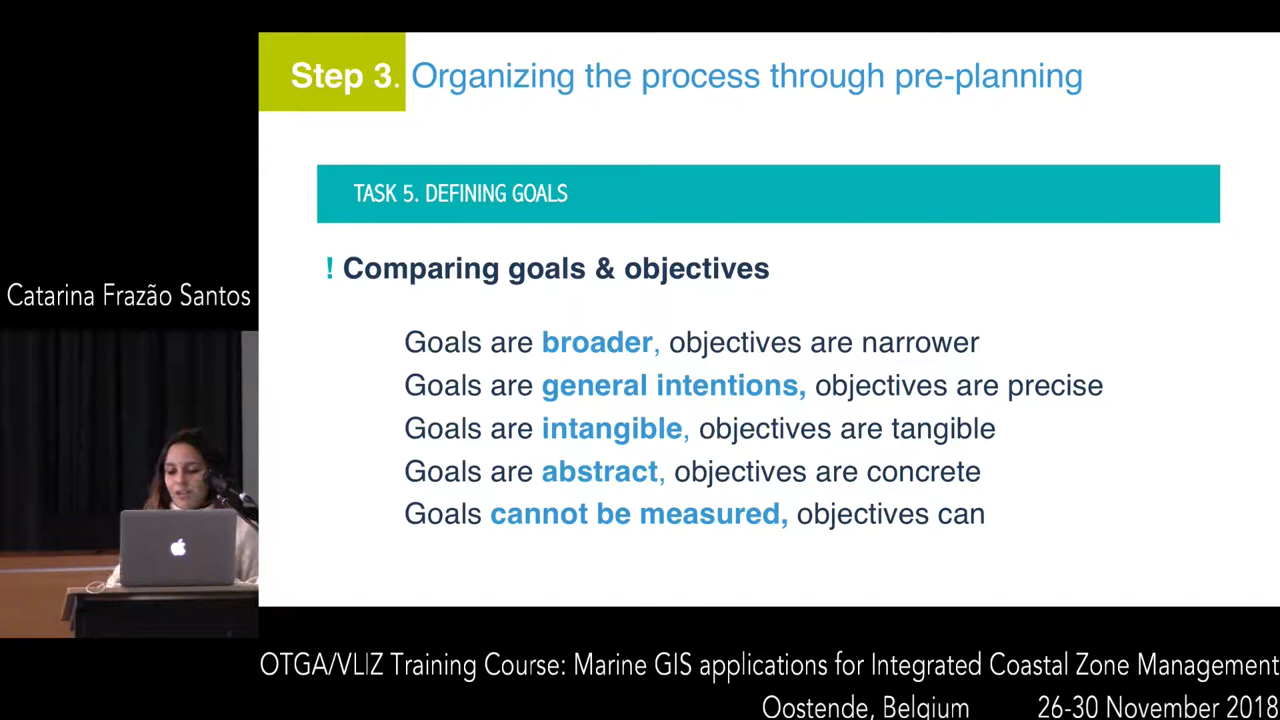 Step 3. Organizing the process through pre-planning
TASK 5. DEFINING GOALS
! Comparing goals & objectives
Catarina Frazão Santos
Goals are broader, objectives are narrower
Goals are general intentions, objectives are precise
Goals are intangible, objectives are tangible
Goals are abstract, objectives are concrete
Goals cannot be measured, objectives can
OTGA/VLIZ Training Course: Marine GIS applications for Integrated Coastal Zone Management
Oostende, Belgium 26-30 November 2018